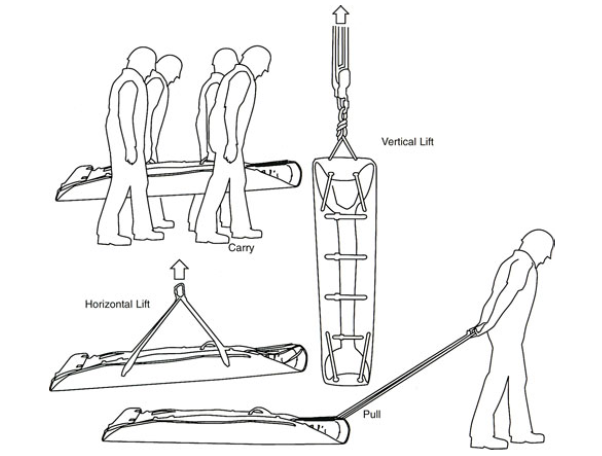 Vertical Lift
Carry
Horizontal Lift
Pull